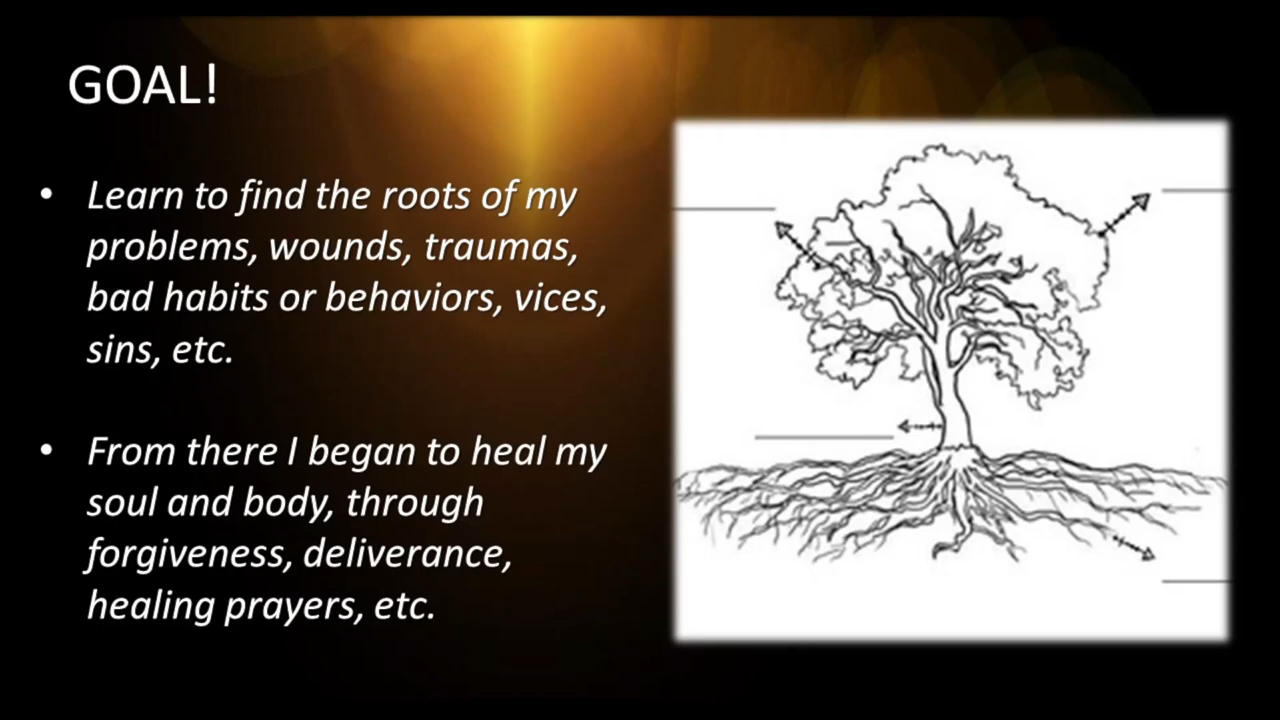 GOAL!
• Learn to find the roots of my
problems, wounds, traumas,
bad habits or behaviors, vices,
sins, etc.
• From there I began to heal my
soul and body, through
forgiveness, deliverance,
healing prayers, etc.